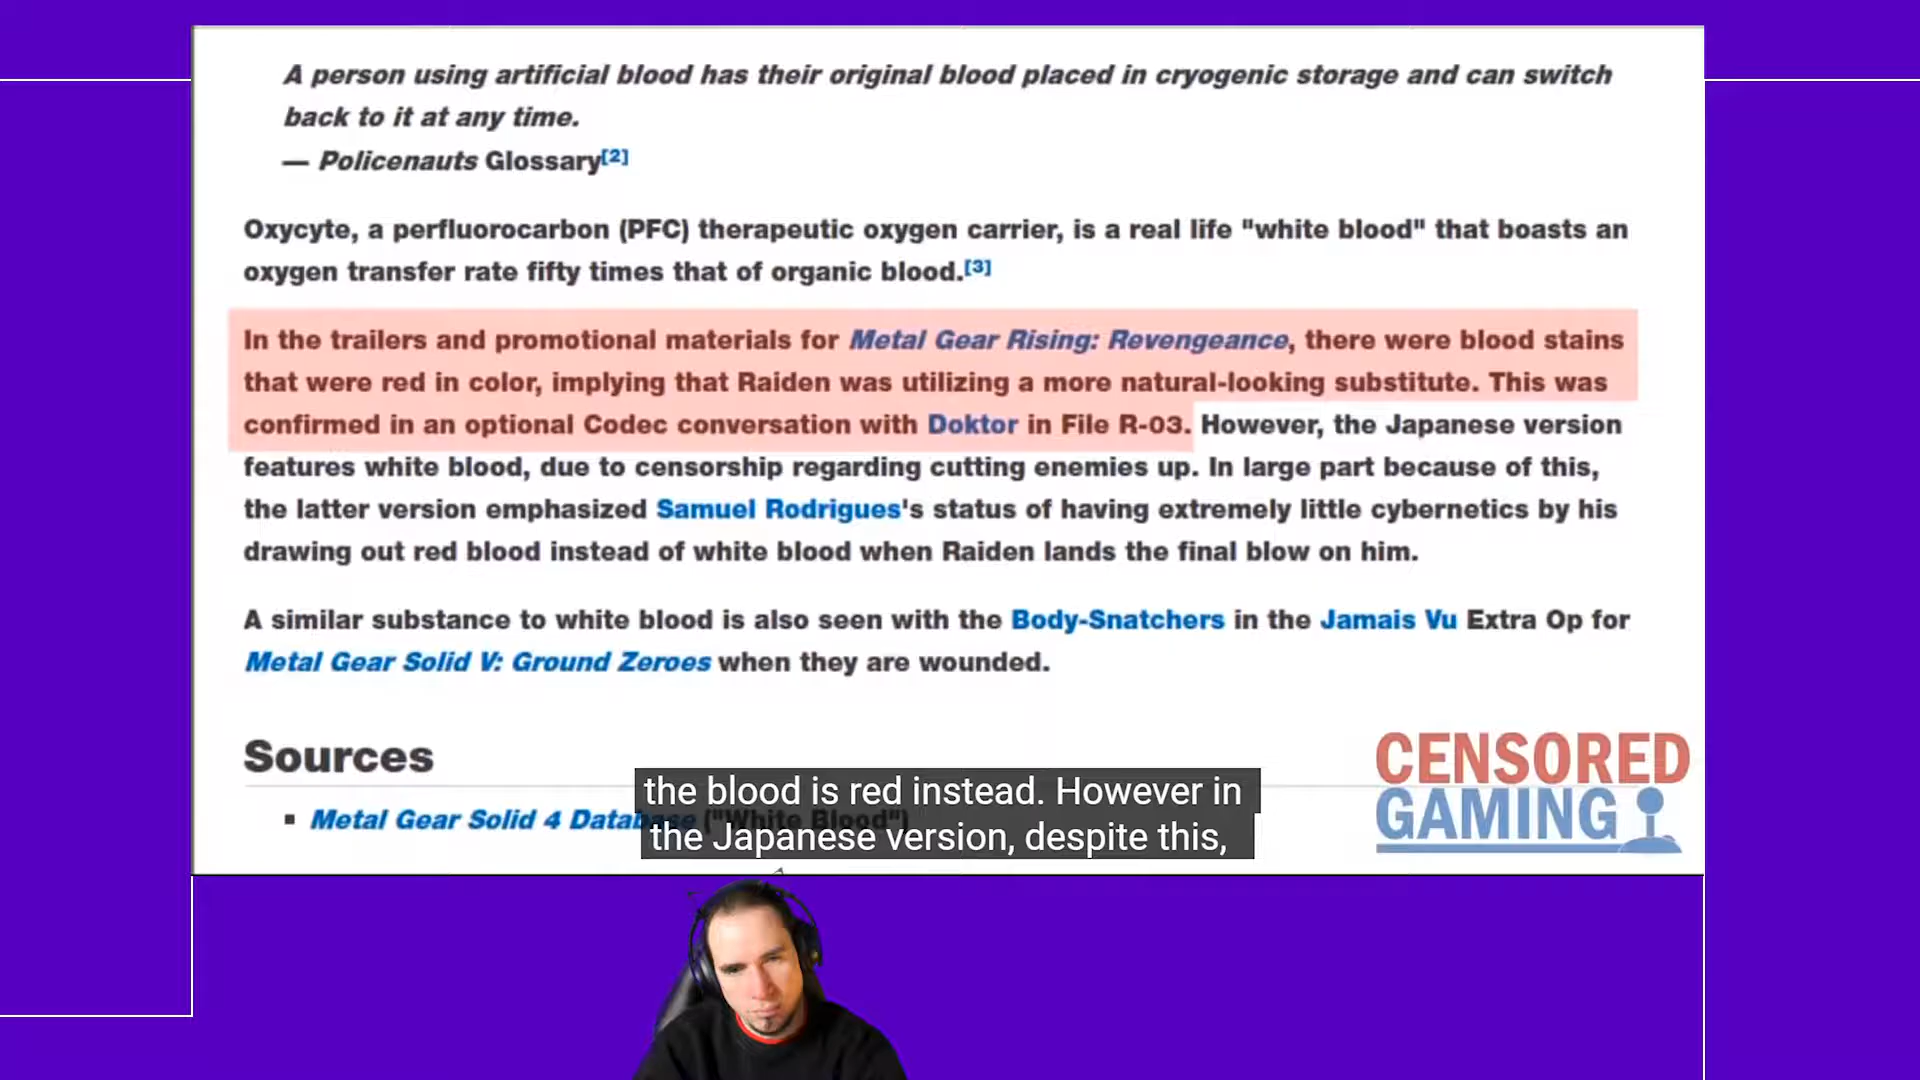 A person using artificial blood has their original blood placed in cryogenic storage and can switch
back to it at any time.
— Policenauts Glossary[2]
Oxycyte, a perfluorocarbon (PFC) therapeutic oxygen carrier, is a real life "white blood" that boasts an
oxygen transfer rate fifty times that of organic blood.[3]
In the trailers and promotional materials for Metal Gear Rising: Revengeance, there were blood stains
that were red in color, implying that Raiden was utilizing a more natural-looking substitute. This was
confirmed in an optional Codec conversation with Doktor in File R-03. However, the Japanese version
features white blood, due to censorship regarding cutting enemies up. In large part because of this,
the latter version emphasized Samuel Rodrigues's status of having extremely little cybernetics by his
drawing out red blood instead of white blood when Raiden lands the final blow on him.
A similar substance to white blood is also seen with the Body-Snatchers in the Jamais Vu Extra Op for
Metal Gear Solid V: Ground Zeroes when they are wounded.
Sources
▪ Metal Gear Solid 4 Database ("White Blood")
the blood is red instead. However in
the Japanese version, despite this,
CENSORED
GAMING